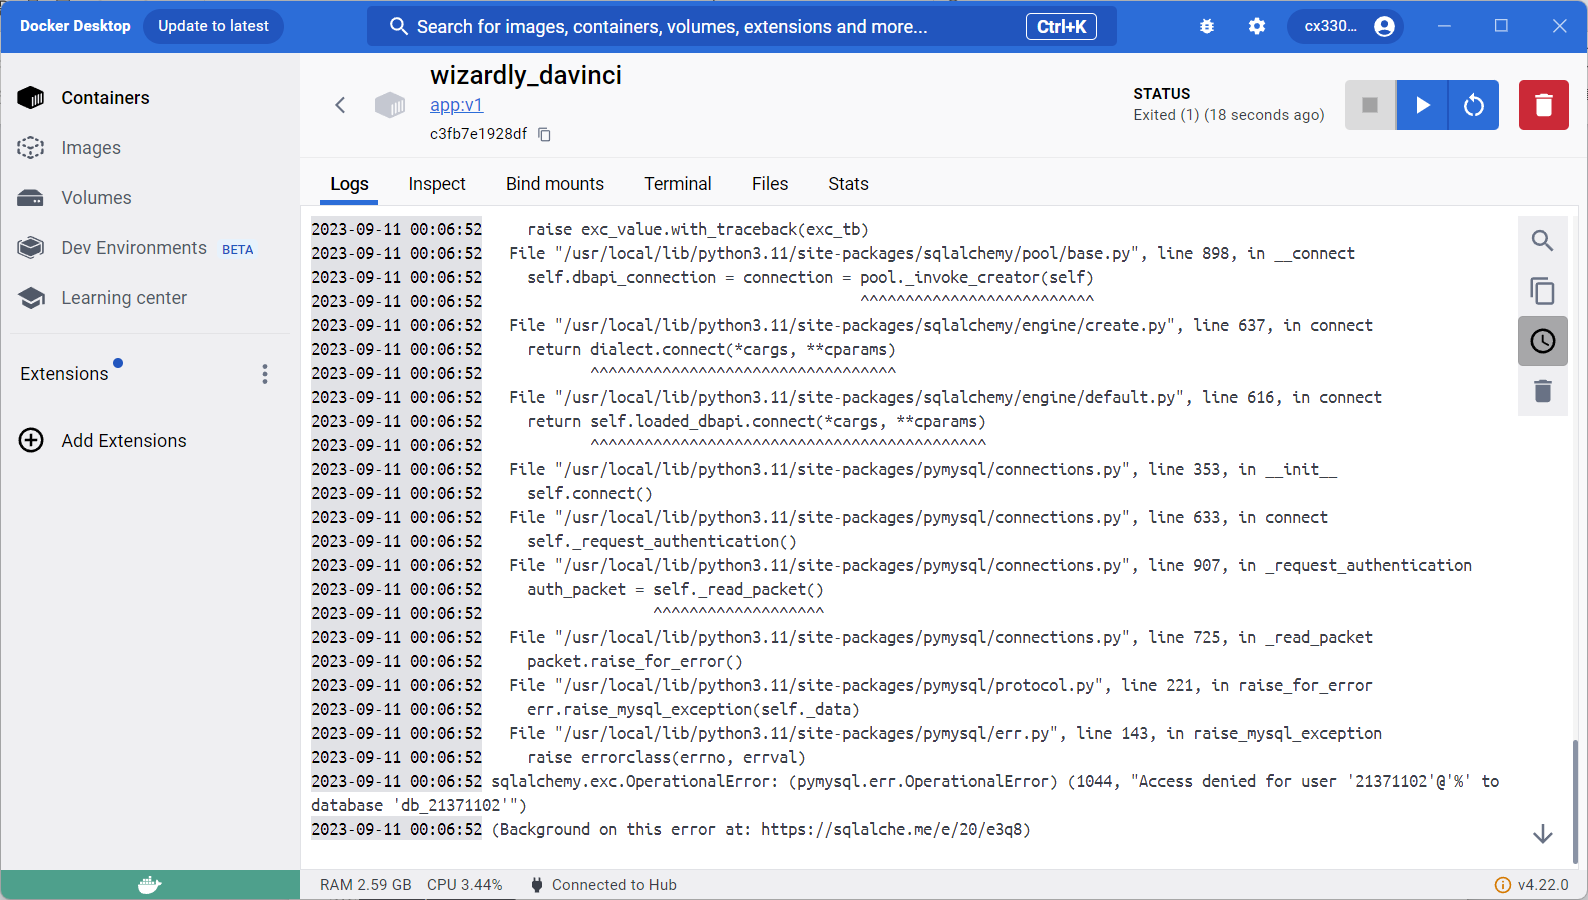 Docker Desktop Update to latest Search for images, containers, volumes, extensions and more... Ctrl+K cx330...
Containers
Images
Volumes
Dev Environments BETA
Learning center
Extensions
Add Extensions
wizardly_davinci
app:v1
c3fb7e1928df
STATUS
Exited (1) (18 seconds ago)
Logs Inspect Bind mounts Terminal Files Stats
2023-09-11 00:06:52     raise exc_value.with_traceback(exc_tb)
2023-09-11 00:06:52   File "/usr/local/lib/python3.11/site-packages/sqlalchemy/pool/base.py", line 898, in __connect
2023-09-11 00:06:52     self.dbapi_connection = connection = pool._invoke_creator(self)
2023-09-11 00:06:52                                          ^^^^^^^^^^^^^^^^^^^^^^^^^^
2023-09-11 00:06:52   File "/usr/local/lib/python3.11/site-packages/sqlalchemy/engine/create.py", line 637, in connect
2023-09-11 00:06:52     return dialect.connect(*cargs, **cparams)
2023-09-11 00:06:52            ^^^^^^^^^^^^^^^^^^^^^^^^^^^^^^^^^^
2023-09-11 00:06:52   File "/usr/local/lib/python3.11/site-packages/sqlalchemy/engine/default.py", line 616, in connect
2023-09-11 00:06:52     return self.loaded_dbapi.connect(*cargs, **cparams)
2023-09-11 00:06:52            ^^^^^^^^^^^^^^^^^^^^^^^^^^^^^^^^^^^^^^^^^^^^
2023-09-11 00:06:52   File "/usr/local/lib/python3.11/site-packages/pymysql/connections.py", line 353, in __init__
2023-09-11 00:06:52     self.connect()
2023-09-11 00:06:52   File "/usr/local/lib/python3.11/site-packages/pymysql/connections.py", line 633, in connect
2023-09-11 00:06:52     self._request_authentication()
2023-09-11 00:06:52   File "/usr/local/lib/python3.11/site-packages/pymysql/connections.py", line 907, in _request_authentication
2023-09-11 00:06:52     auth_packet = self._read_packet()
2023-09-11 00:06:52                   ^^^^^^^^^^^^^^^^^^^
2023-09-11 00:06:52   File "/usr/local/lib/python3.11/site-packages/pymysql/connections.py", line 725, in _read_packet
2023-09-11 00:06:52     packet.raise_for_error()
2023-09-11 00:06:52   File "/usr/local/lib/python3.11/site-packages/pymysql/protocol.py", line 221, in raise_for_error
2023-09-11 00:06:52     err.raise_mysql_exception(self._data)
2023-09-11 00:06:52   File "/usr/local/lib/python3.11/site-packages/pymysql/err.py", line 143, in raise_mysql_exception
2023-09-11 00:06:52     raise errorclass(errno, errval)
2023-09-11 00:06:52 sqlalchemy.exc.OperationalError: (pymysql.err.OperationalError) (1044, "Access denied for user '21371102'@'%' to
database 'db_21371102'")
2023-09-11 00:06:52 (Background on this error at: https://sqlalche.me/e/20/e3q8)
RAM 2.59 GB CPU 3.44% Connected to Hub v4.22.0